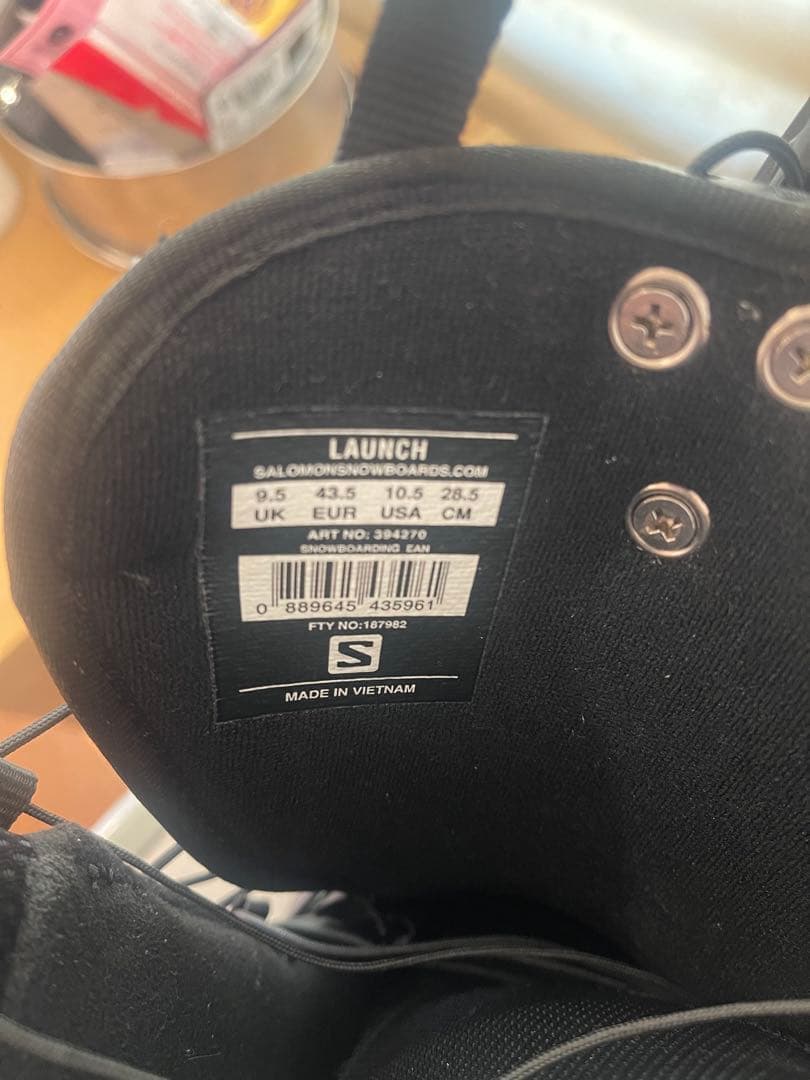 LAUNCH
SALOMONSNOWBOARDS.COM
9.5 43.5 10.5 28.5
UK EUR USA CM
ART NO: 394270
SNOWBOARDING EAN
0 889645 435961
FTY NO:187982
S
MADE IN VIETNAM